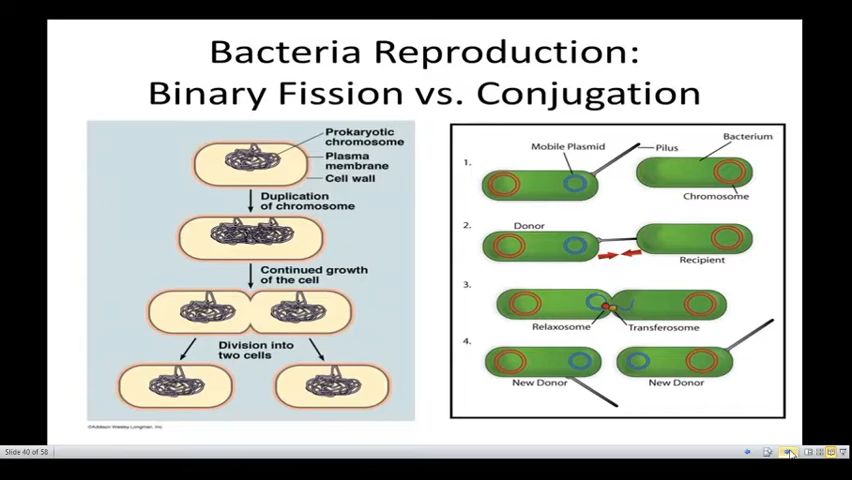 Bacteria Reproduction:
Binary Fission vs. Conjugation
Prokaryotic
chromosome
Plasma
membrane
Cell wall
Duplication
of chromosome
Continued growth
of the cell
Division into
two cells
©Addison Wesley Longman, Inc.
1.
Mobile Plasmid
Pilus
Bacterium
Chromosome
2.
Donor
Recipient
3.
Relaxosome
Transferosome
4.
New Donor
New Donor
Slide 40 of 58